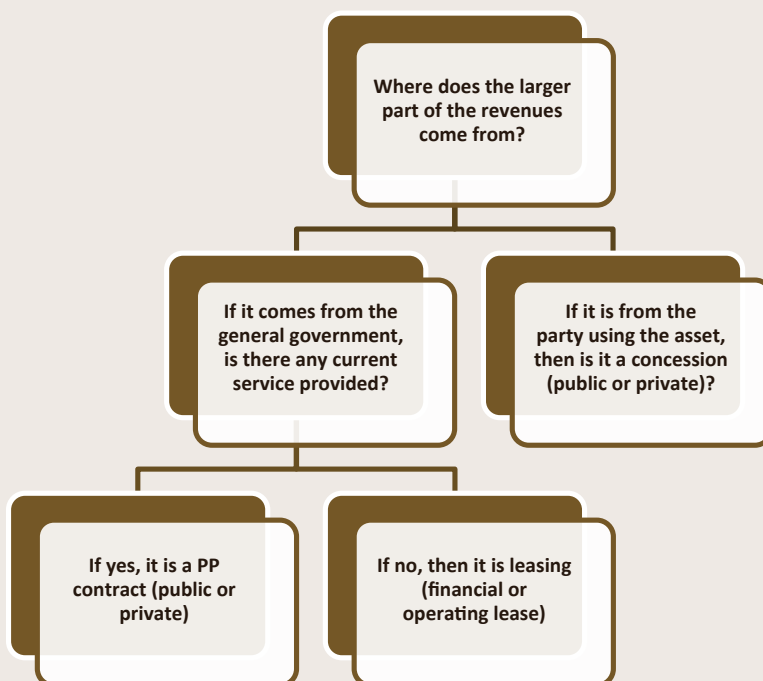 Where does the larger
part of the revenues
come from?
If it comes from the
general government,
is there any current
service provided?
If it is from the
party using the asset,
then is it a concession
(public or private)?
If yes, it is a PP
contract (public or
private)
If no, then it is leasing
(financial or
operating lease)